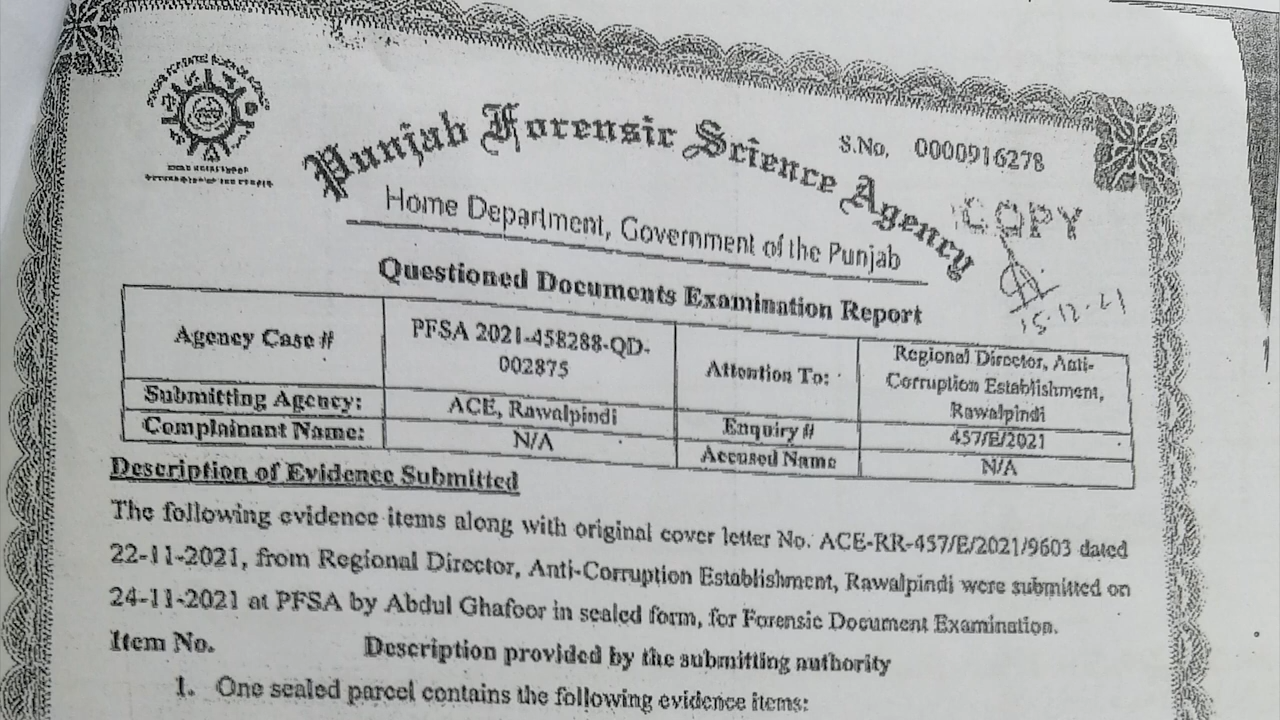 Punjab Forensic Science Agency
S.No. 0000916278
COPY
Home Department, Government of the Punjab
15-12-21
Questioned Documents Examination Report
Agency Case #
PFSA 2021-458288-QD-
002875
Attention To:
Regional Director, Anti-
Corruption Establishment,
Rawalpindi
Submitting Agency:
ACE, Rawalpindi
Enquiry #
457/E/2021
Complainant Name:
N/A
Accused Name
N/A
Description of Evidence Submitted
The following evidence items along with original cover letter No. ACE-RR-457/E/2021/9603 dated
22-11-2021, from Regional Director, Anti-Corruption Establishment, Rawalpindi were submitted on
24-11-2021 at PFSA by Abdul Ghafoor in sealed form, for Forensic Document Examination.
Item No. Description provided by the submitting authority
1. One sealed parcel contains the following evidence items: